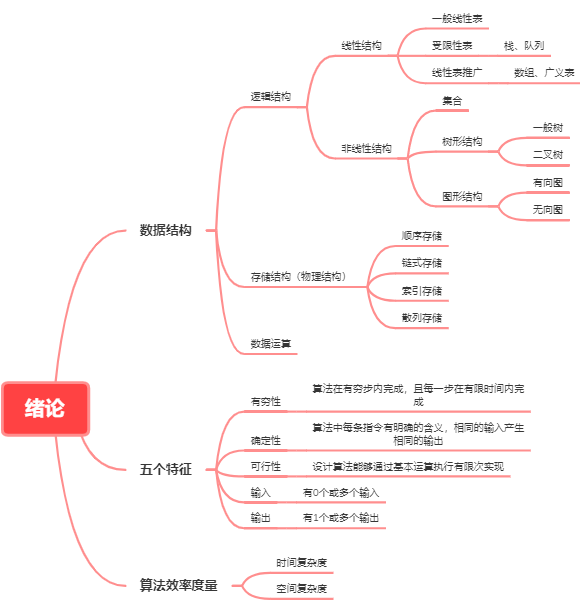 一般线性表
线性结构
受限性表
栈、队列
线性表推广
数组、广义表
逻辑结构
集合
非线性结构
树形结构
一般树
二叉树
图形结构
有向图
无向图
数据结构
顺序存储
存储结构（物理结构）
链式存储
索引存储
散列存储
数据运算
绪论
有穷性
算法在有穷步内完成，且每一步在有限时间内完
成
确定性
算法中每条指令有明确的含义，相同的输入产生
相同的输出
五个特征
可行性
设计算法能够通过基本运算执行有限次实现
输入
有0个或多个输入
输出
有1个或多个输出
算法效率度量
时间复杂度
空间复杂度